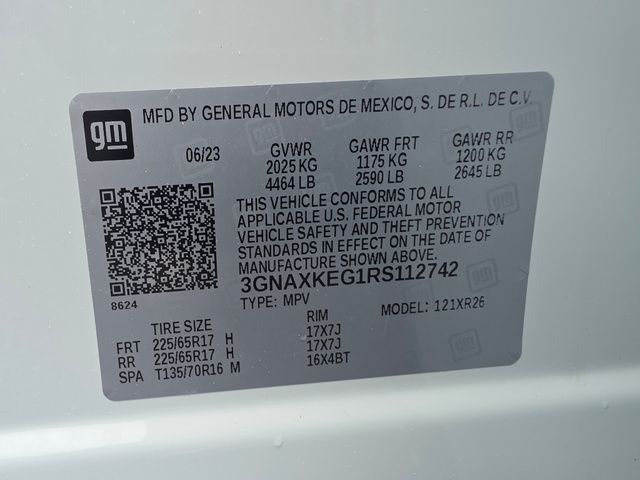 gm
MFD BY GENERAL MOTORS DE MEXICO, S. DE R.L. DE C.V.
06/23 GVWR GAWR FRT GAWR RR
2025 KG 1175 KG 1200 KG
4464 LB 2590 LB 2645 LB
THIS VEHICLE CONFORMS TO ALL
APPLICABLE U.S. FEDERAL MOTOR
VEHICLE SAFETY AND THEFT PREVENTION
STANDARDS IN EFFECT ON THE DATE OF
MANUFACTURE SHOWN ABOVE.
3GNAXKEG1RS112742
8624
TYPE: MPV MODEL: 121XR26
TIRE SIZE RIM
FRT 225/65R17 H 17X7J
RR 225/65R17 H 17X7J
SPA T135/70R16 M 16X4BT